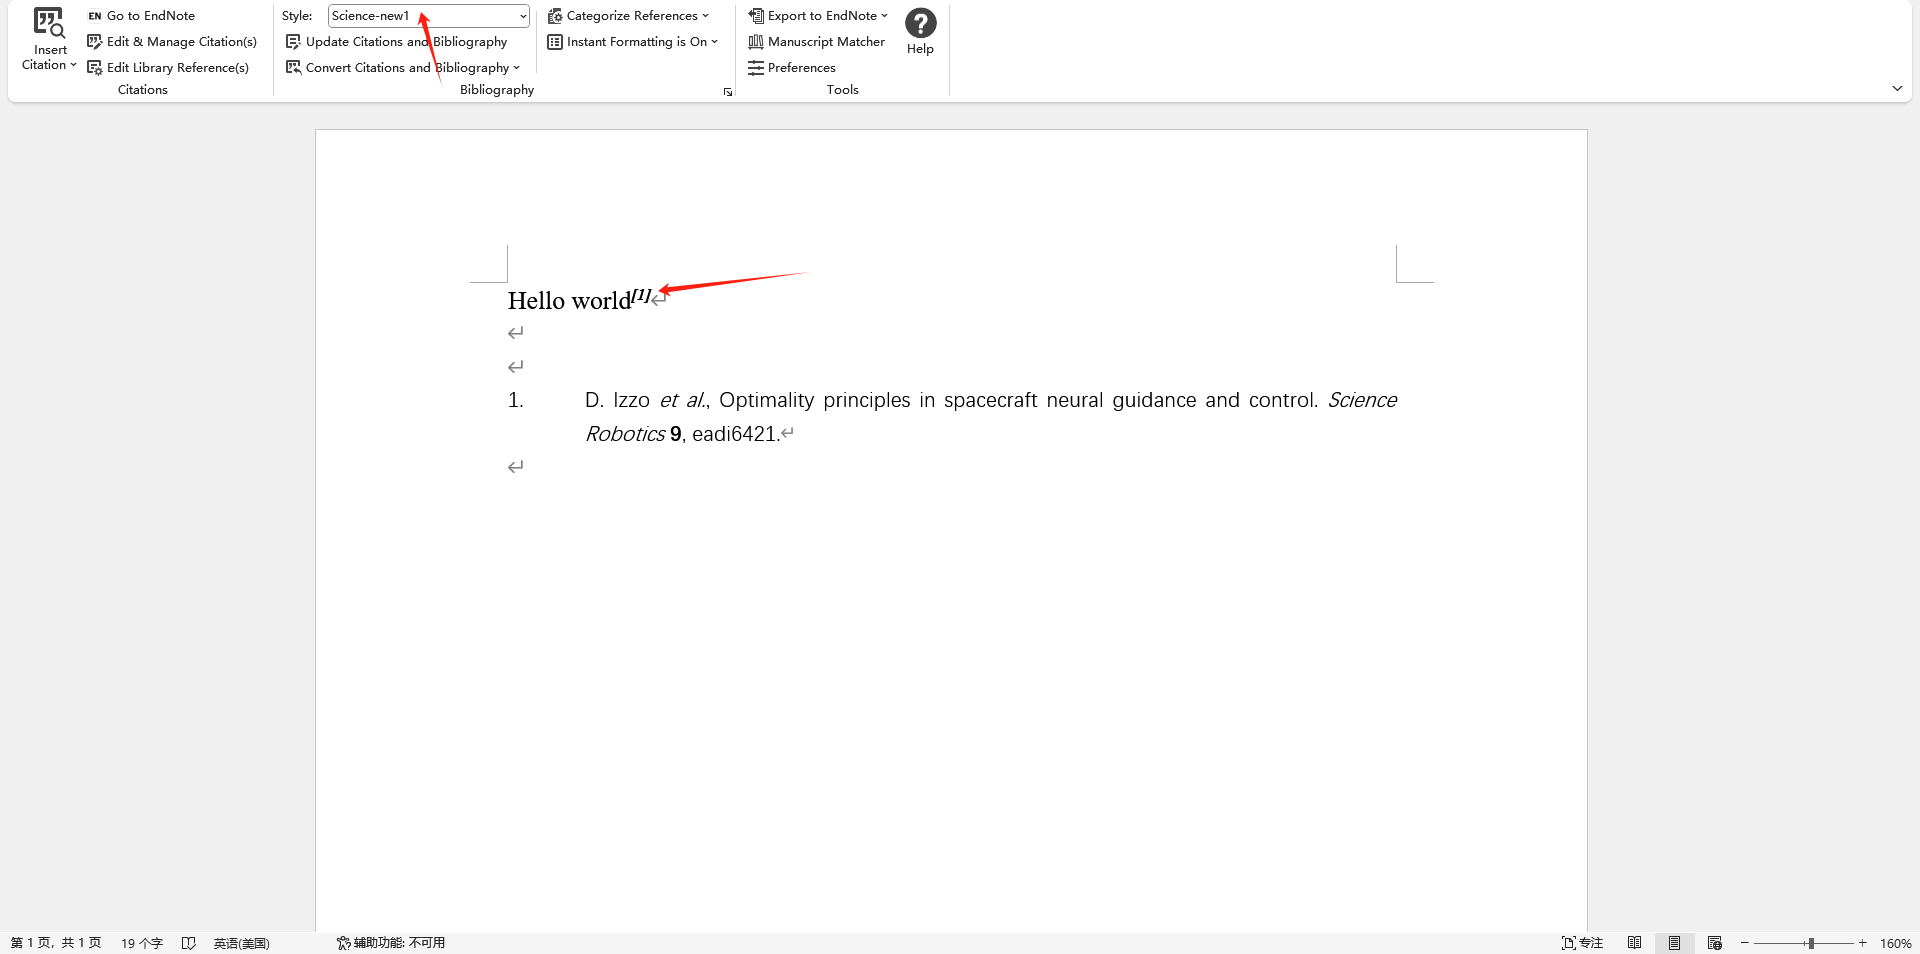 Insert
Citation
Go to EndNote
Edit & Manage Citation(s)
Edit Library Reference(s)
Citations
Style: Science-new1
Update Citations and Bibliography
Convert Citations and Bibliography
Bibliography
Categorize References
Instant Formatting is On
EN
Export to EndNote
Manuscript Matcher
Preferences
Tools
?
Help
Hello world[1]
1. D. Izzo et al., Optimality principles in spacecraft neural guidance and control. Science
Robotics 9, eadi6421.
第 1 页，共 1 页 19 个字 英语(美国) 辅助功能: 不可用 专注 160%